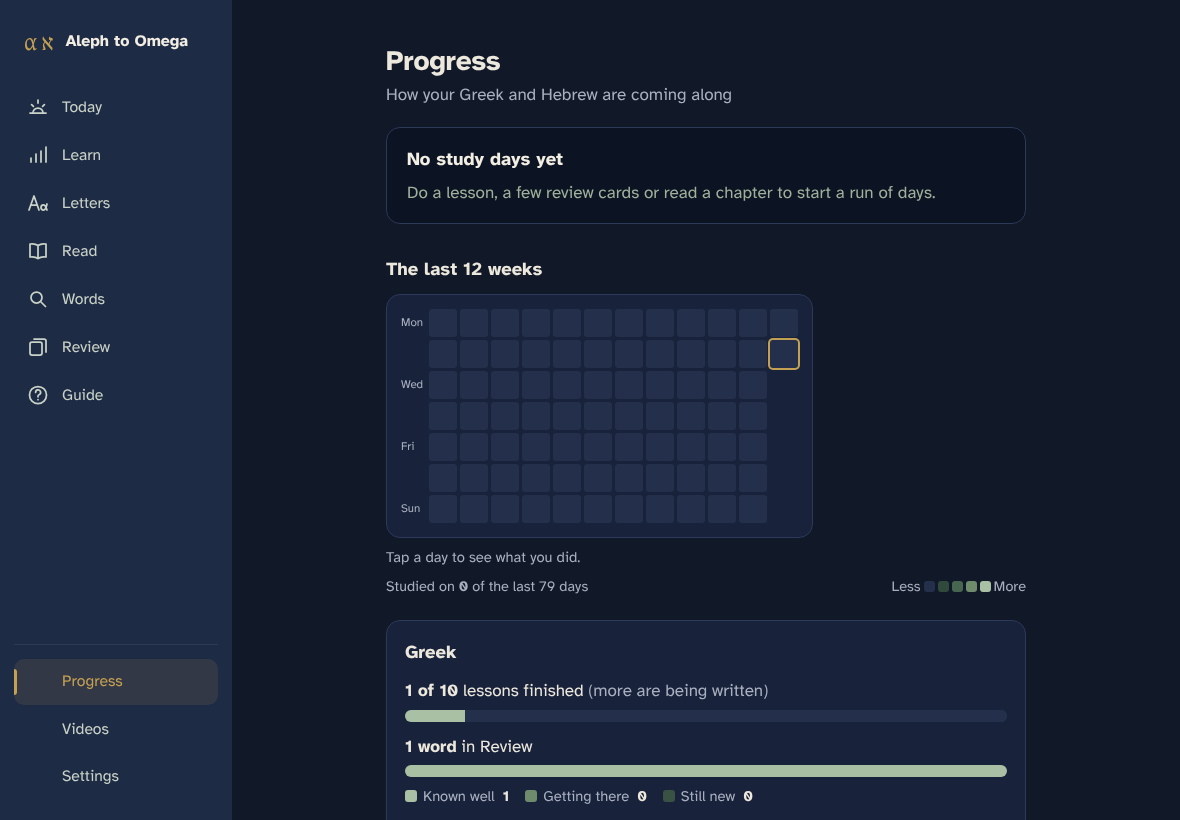 α א Aleph to Omega
Today
Learn
Aα Letters
Read
Words
Review
? Guide
Progress
Videos
Settings
Progress
How your Greek and Hebrew are coming along
No study days yet
Do a lesson, a few review cards or read a chapter to start a run of days.
The last 12 weeks
Mon
Wed
Fri
Sun
Tap a day to see what you did.
Studied on 0 of the last 79 days
Less More
Greek
1 of 10 lessons finished (more are being written)
1 word in Review
Known well 1 Getting there 0 Still new 0